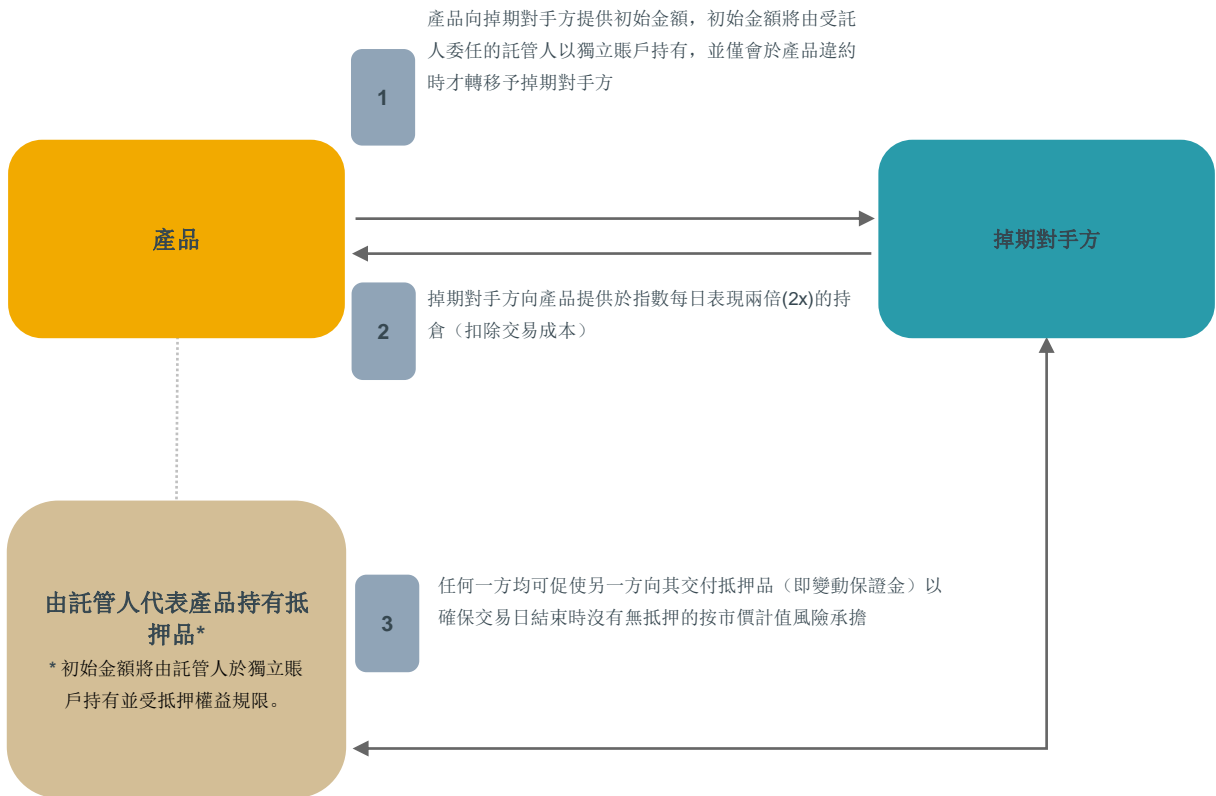 產品向掉期對手方提供初始金額，初始金額將由受託
人委任的託管人以獨立賬戶持有，並僅會於產品違約
時才轉移予掉期對手方
1
產品
掉期對手方
掉期對手方向產品提供於指數每日表現兩倍(2x)的持
倉（扣除交易成本）
2
由託管人代表產品持有抵
押品*
* 初始金額將由託管人於獨立賬
戶持有並受抵押權益規限。
3
任何一方均可促使另一方向其交付抵押品（即變動保證金）以
確保交易日結束時沒有無抵押的按市價計值風險承擔